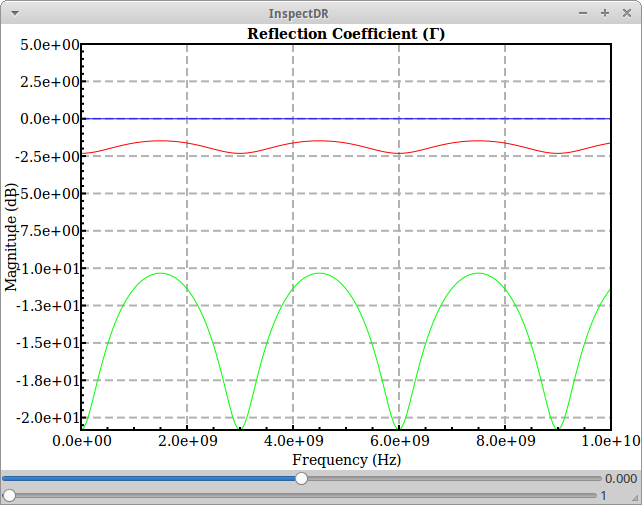 InspectDR
Reflection Coefficient (Γ)
5.0e+00
2.5e+00
0.0e+00
-2.5e+00
-5.0e+00
-7.5e+00
-1.0e+01
-1.3e+01
-1.5e+01
-1.8e+01
-2.0e+01
Magnitude (dB)
0.0e+00 2.0e+09 4.0e+09 6.0e+09 8.0e+09 1.0e+10
Frequency (Hz)
0.000
1